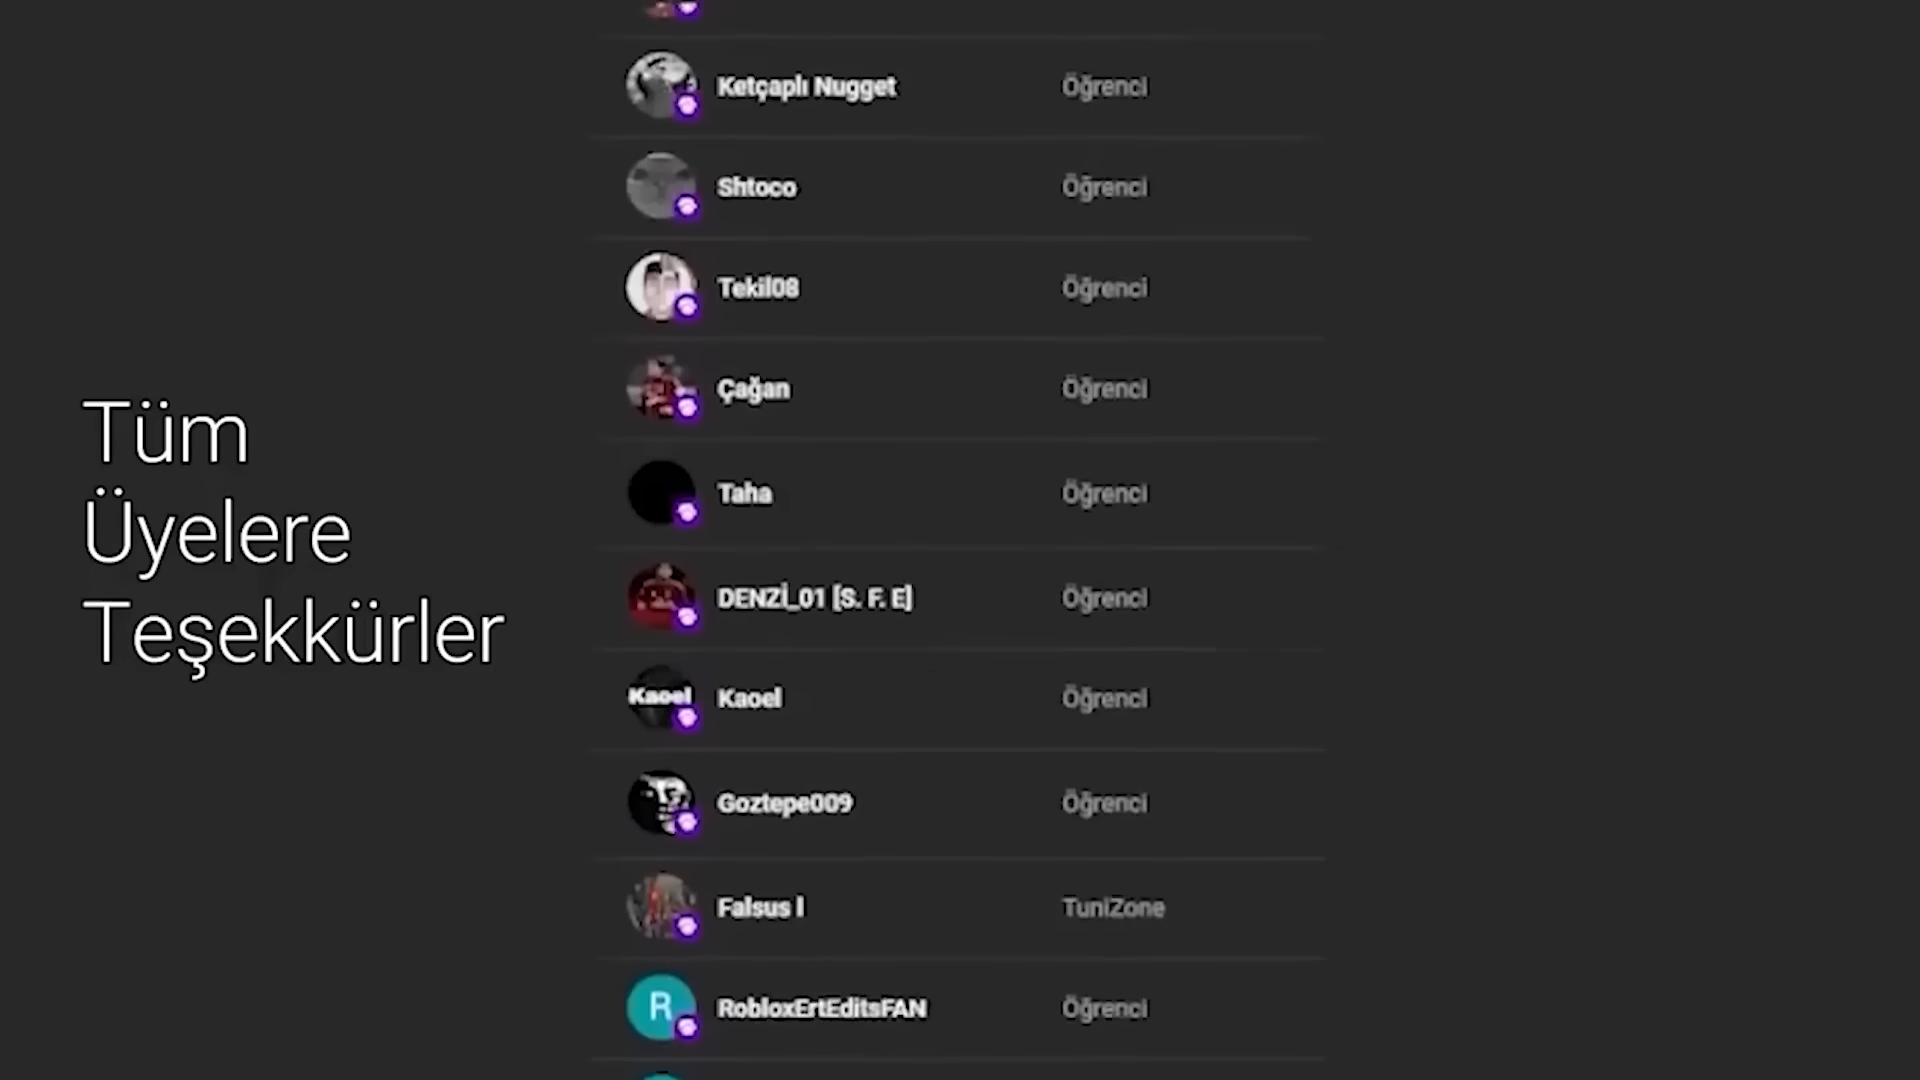 Tüm
Üyelere
Teşekkürler
Ketçaplı Nugget Öğrenci
Shtoco Öğrenci
Tekil08 Öğrenci
Çağan Öğrenci
Taha Öğrenci
DENZİ_01 [S. F. E] Öğrenci
Kaoel Kaoel Öğrenci
Goztepe009 Öğrenci
Falsus l TuniZone
R RobloxErtEditsFAN Öğrenci